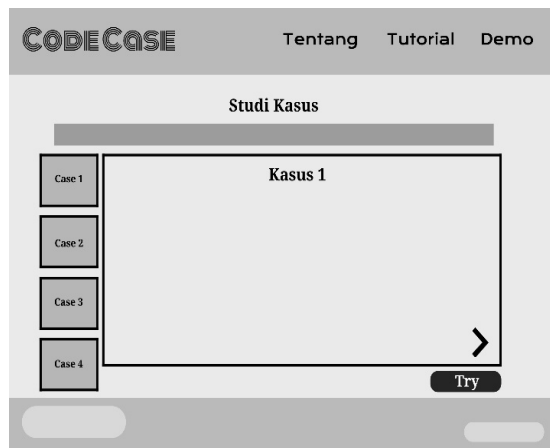 CODECASE
Tentang Tutorial Demo
Studi Kasus
Kasus 1
Case 1
Case 2
Case 3
Case 4
Try